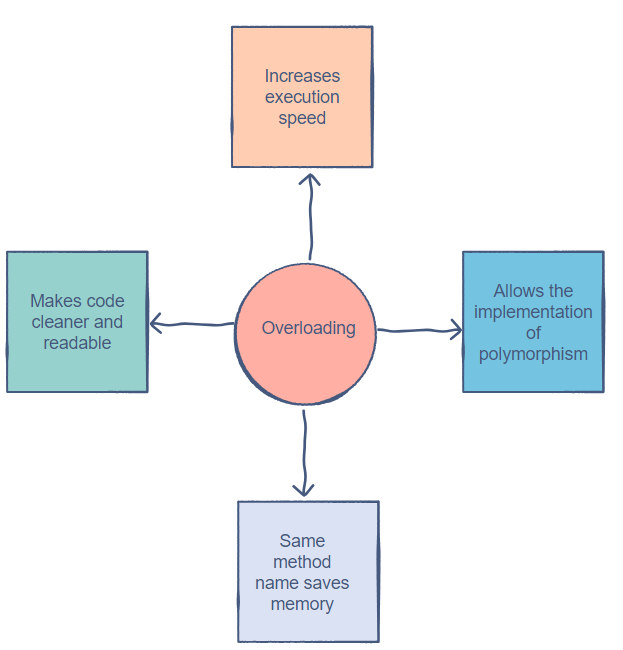 Increases
execution
speed
Makes code
cleaner and
readable
Overloading
Allows the
implementation
of
polymorphism
Same
method
name saves
memory